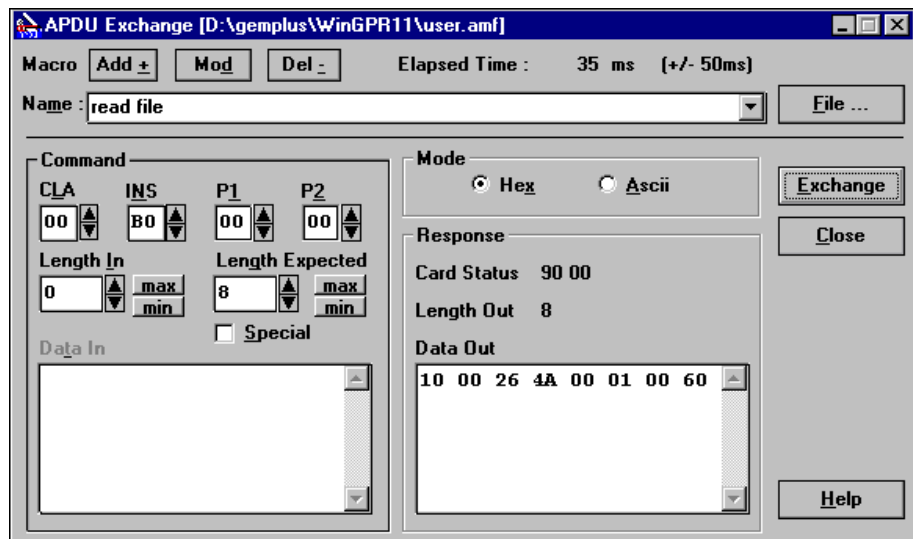 APDU Exchange [D:\gemplus\WinGPR11\user.amf]
Macro Add + Mod Del - Elapsed Time : 35 ms (+/- 50ms)
Name : read file File ...
Command
CLA INS P1 P2
00 B0 00 00
Length In Length Expected
0 max min 8 max min
Special
Data In
Mode
Hex Ascii
Response
Card Status 90 00
Length Out 8
Data Out
10 00 26 4A 00 01 00 60
Exchange
Close
Help